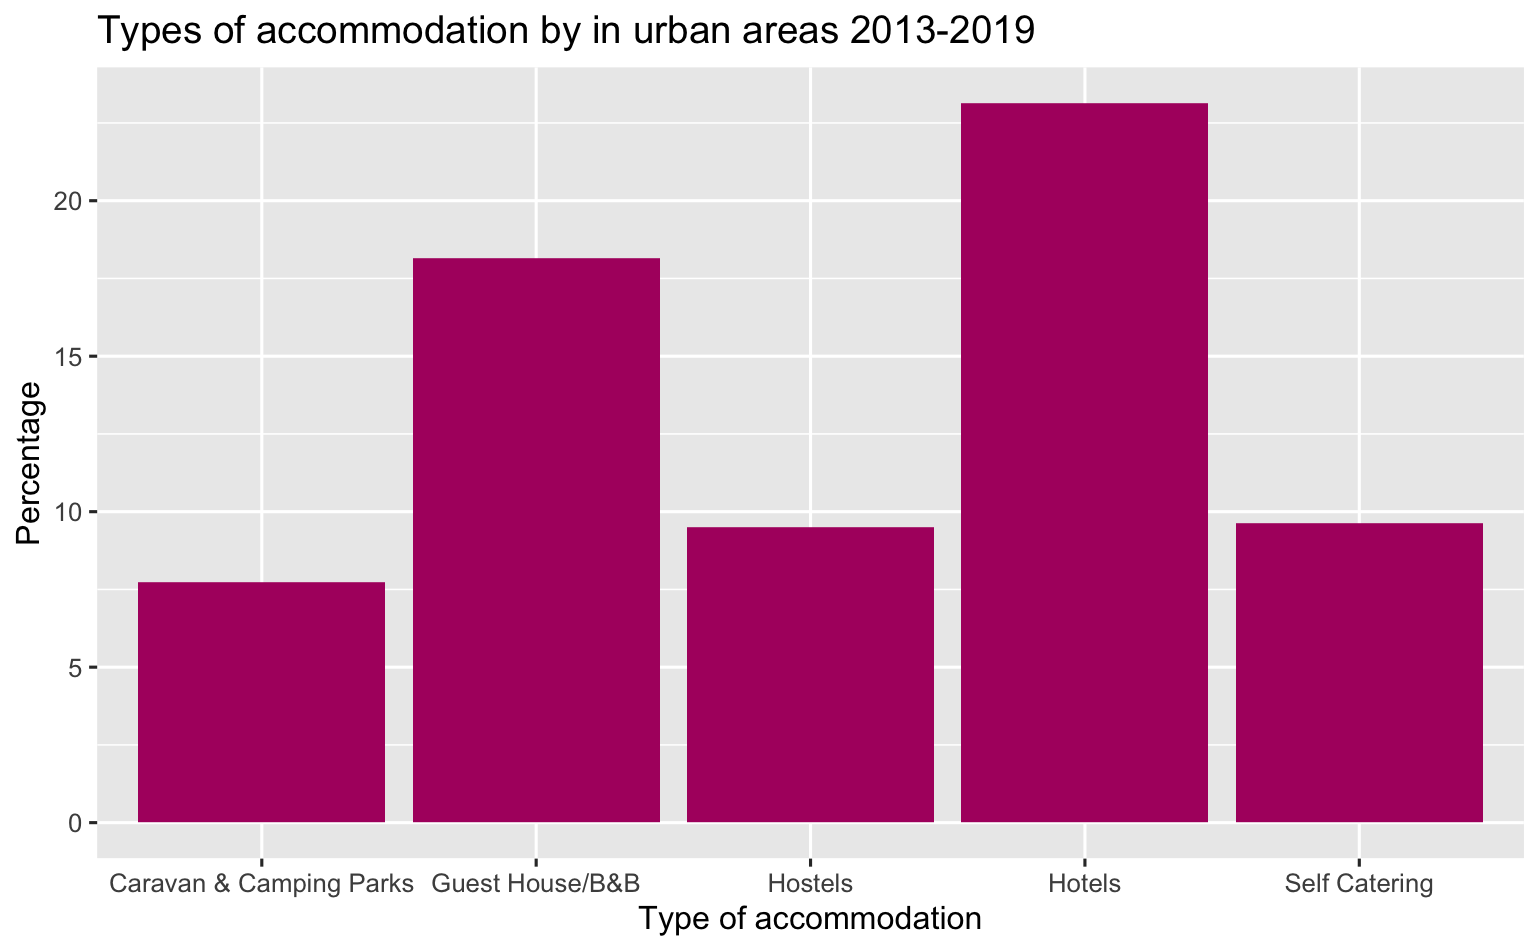 Types of accommodation by in urban areas 2013-2019
Percentage
20
15
10
5
0
Caravan & Camping Parks Guest House/B&B Hostels Hotels Self Catering
Type of accommodation